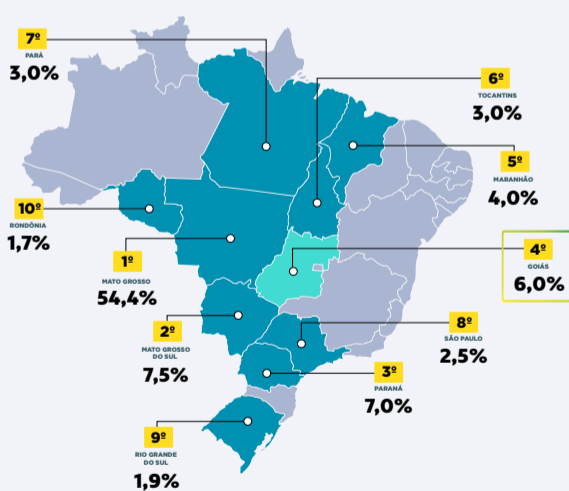 7º
PARÁ
3,0%
6º
TOCANTINS
3,0%
5º
MARANHÃO
4,0%
10º
RONDÔNIA
1,7%
4º
GOIÁS
6,0%
1º
MATO GROSSO
54,4%
2º
MATO GROSSO
DO SUL
7,5%
8º
SÃO PAULO
2,5%
3º
PARANÁ
7,0%
9º
RIO GRANDE
DO SUL
1,9%